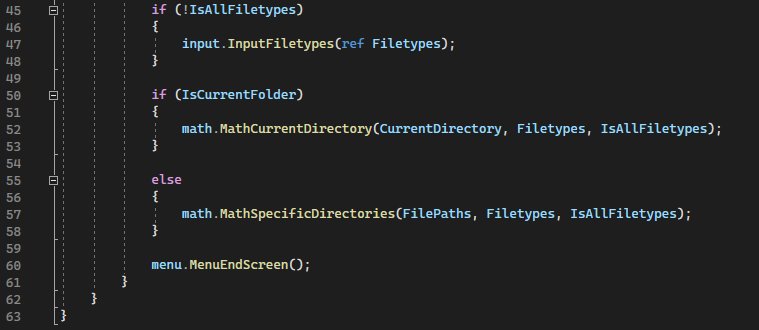 45 if (!IsAllFiletypes)
46 {
47 input.InputFiletypes(ref Filetypes);
48 }
49
50 if (IsCurrentFolder)
51 {
52 math.MathCurrentDirectory(CurrentDirectory, Filetypes, IsAllFiletypes);
53 }
54
55 else
56 {
57 math.MathSpecificDirectories(FilePaths, Filetypes, IsAllFiletypes);
58 }
59
60 menu.MenuEndScreen();
61 }
62 }
63 }